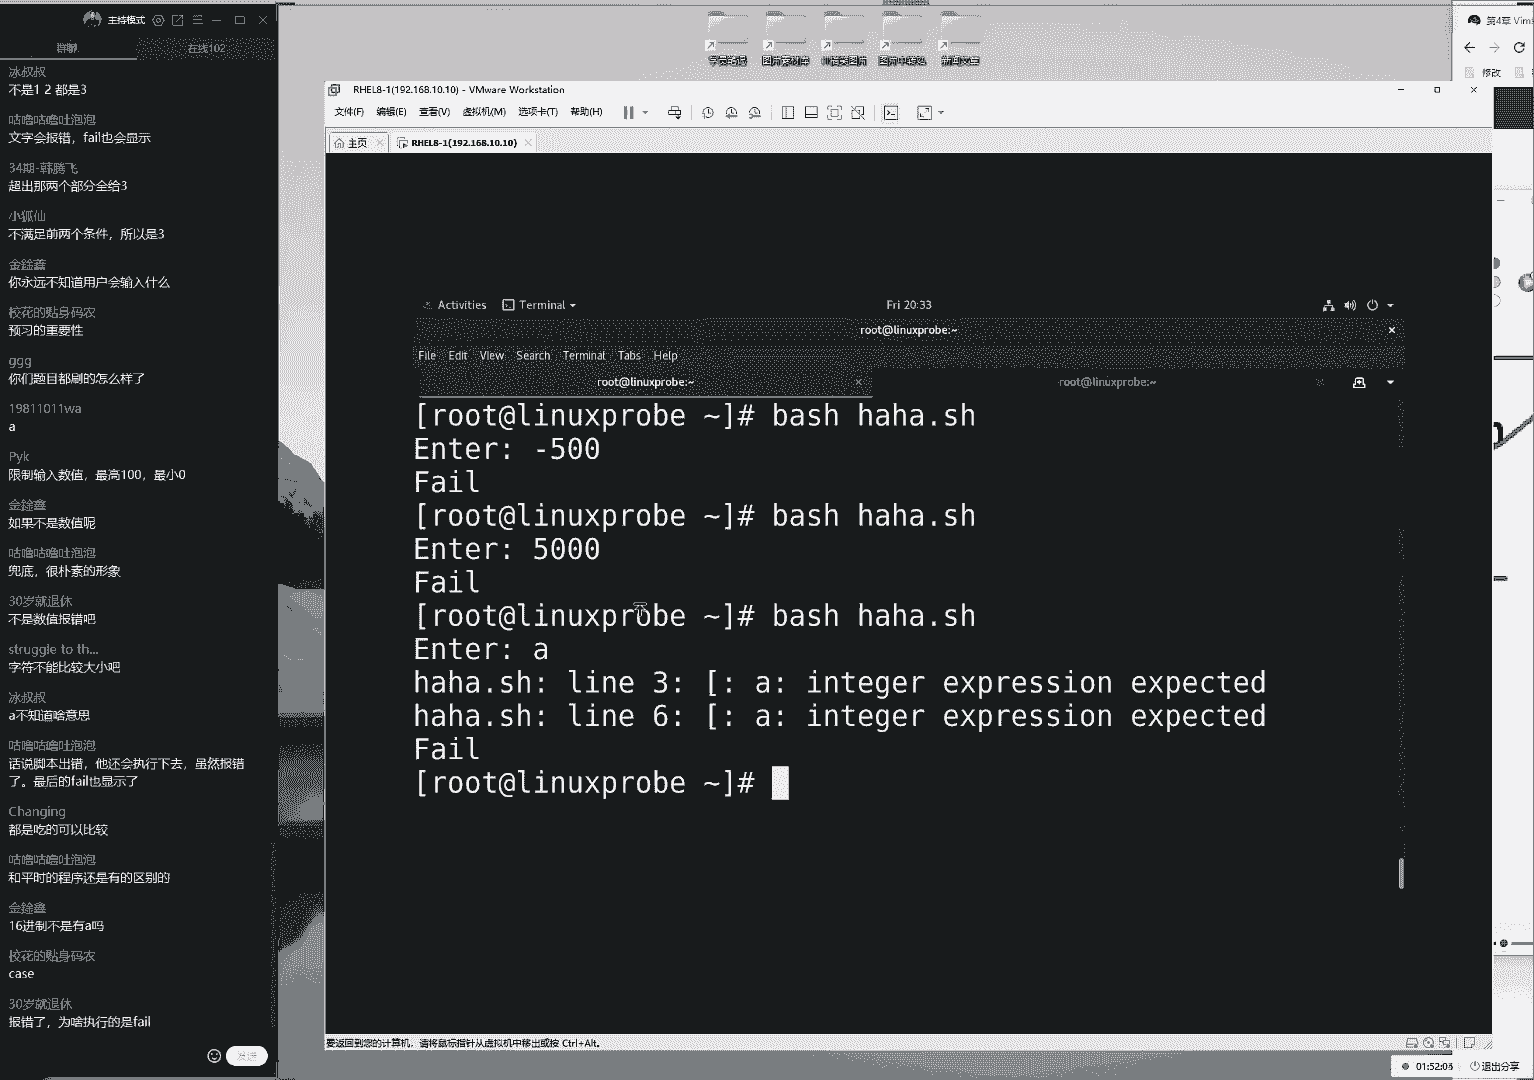 主持模式
群聊
在线102
冰叔叔
不是1 2 都是3
咕噜咕噜吐泡泡
文字会报错，fail也会显示
34期-韩腾飞
超出那两个部分全给3
小狐仙
不满足前两个条件，所以是3
你永远不知道用户会输入什么
校花的贴身码农
预习的重要性
ggg
你们题目都刷的怎么样了
19811011wa
a
Pyk
限制输入数值，最高100，最小0
如果不是数值呢
咕噜咕噜吐泡泡
兜底，很朴素的形象
30岁就退休
不是数值报错吧
struggle to th...
字符不能比较大小吧
冰叔叔
a不知道啥意思
咕噜咕噜吐泡泡
话说脚本出错，他还会执行下去，虽然报错
了。最后的fail也显示了
Changing
都是吃的可以比较
咕噜咕噜吐泡泡
和平时的程序还是有的区别的
16进制不是有a吗
校花的贴身码农
case
30岁就退休
报错了，为啥执行的是fail
发送
RHEL8-1(192.168.10.10) - VMware Workstation
文件(F) 编辑(E) 查看(V) 虚拟机(M) 选项卡(T) 帮助(H)
主页
RHEL8-1(192.168.10.10)
Activities Terminal Fri 20:33
root@linuxprobe:~
File Edit View Search Terminal Tabs Help
root@linuxprobe:~ root@linuxprobe:~
[root@linuxprobe ~]# bash haha.sh
Enter: -500
Fail
[root@linuxprobe ~]# bash haha.sh
Enter: 5000
Fail
[root@linuxprobe ~]# bash haha.sh
Enter: a
haha.sh: line 3: [: a: integer expression expected
haha.sh: line 6: [: a: integer expression expected
Fail
[root@linuxprobe ~]#
要返回到您的计算机，请将鼠标指针从虚拟机中移出或按 Ctrl+Alt。
第4章 Vim
修改
01:52:03
退出分享